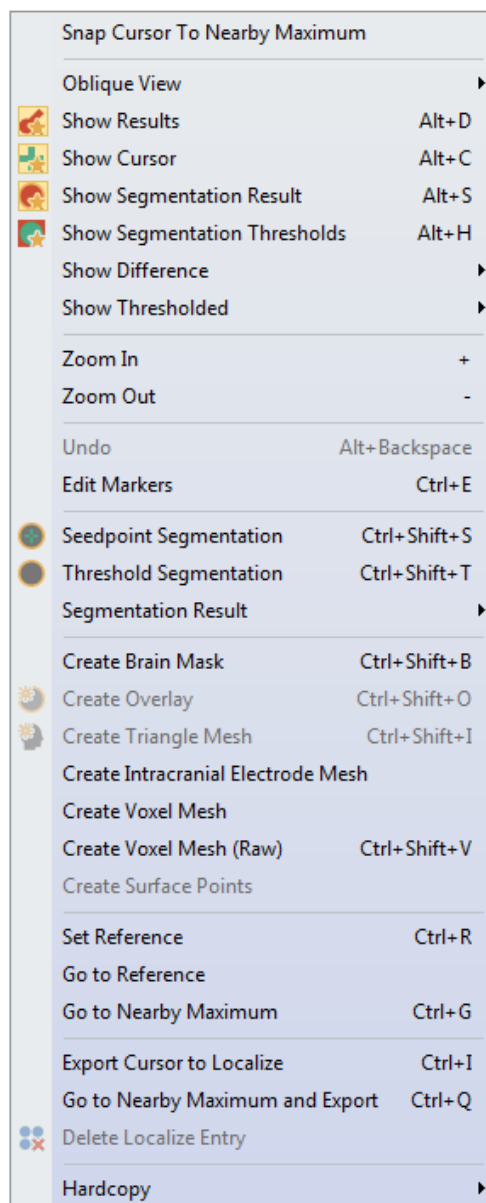 Snap Cursor To Nearby Maximum
Oblique View
Show Results Alt+D
Show Cursor Alt+C
Show Segmentation Result Alt+S
Show Segmentation Thresholds Alt+H
Show Difference
Show Thresholded
Zoom In +
Zoom Out -
Undo Alt+Backspace
Edit Markers Ctrl+E
Seedpoint Segmentation Ctrl+Shift+S
Threshold Segmentation Ctrl+Shift+T
Segmentation Result
Create Brain Mask Ctrl+Shift+B
Create Overlay Ctrl+Shift+O
Create Triangle Mesh Ctrl+Shift+I
Create Intracranial Electrode Mesh
Create Voxel Mesh
Create Voxel Mesh (Raw) Ctrl+Shift+V
Create Surface Points
Set Reference Ctrl+R
Go to Reference
Go to Nearby Maximum Ctrl+G
Export Cursor to Localize Ctrl+I
Go to Nearby Maximum and Export Ctrl+Q
Delete Localize Entry
Hardcopy